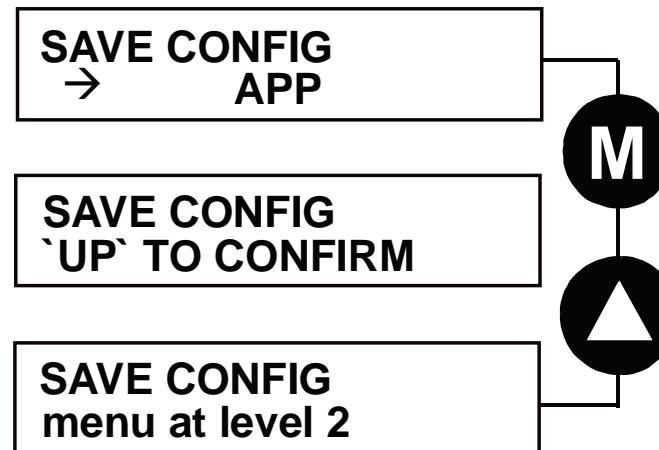 SAVE CONFIG
→ APP
M
SAVE CONFIG
`UP` TO CONFIRM
SAVE CONFIG
menu at level 2